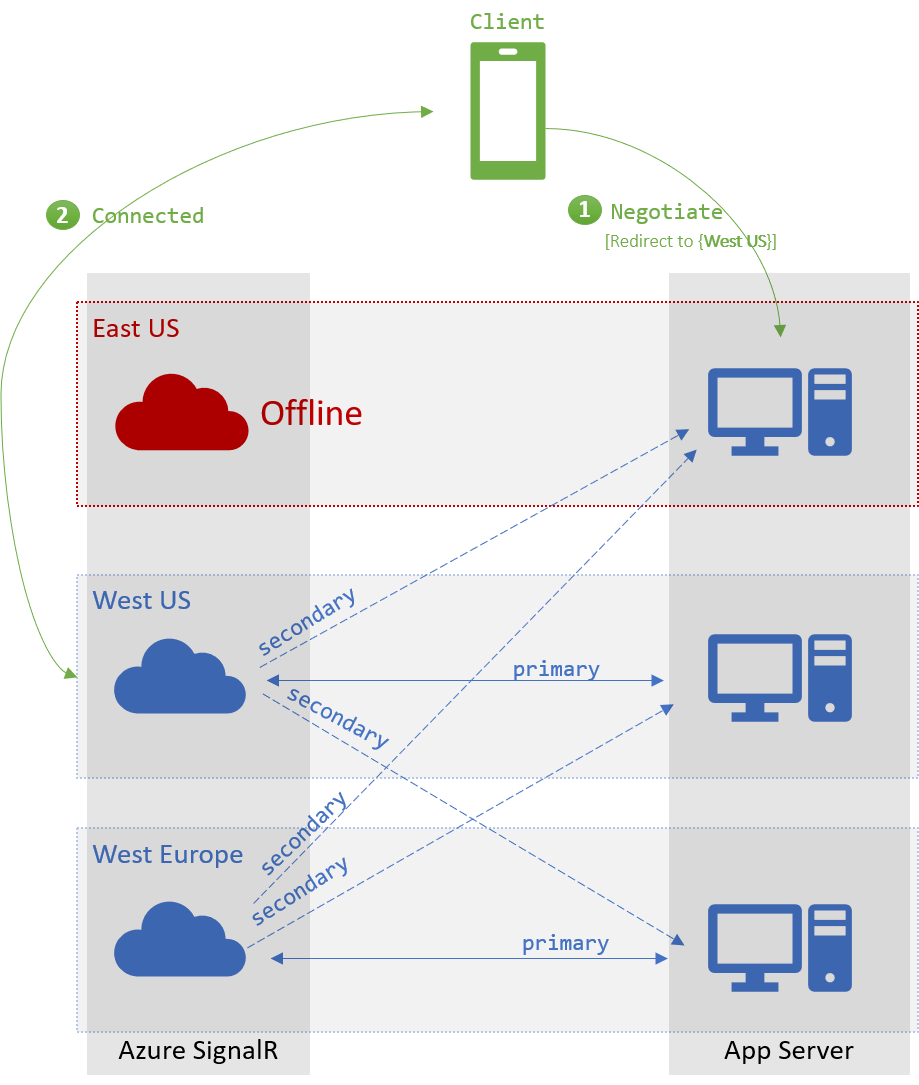 Client
2 Connected
1 Negotiate
[Redirect to {West US}]
East US
Offline
West US
secondary
primary
secondary
West Europe
secondary
secondary
primary
Azure SignalR
App Server